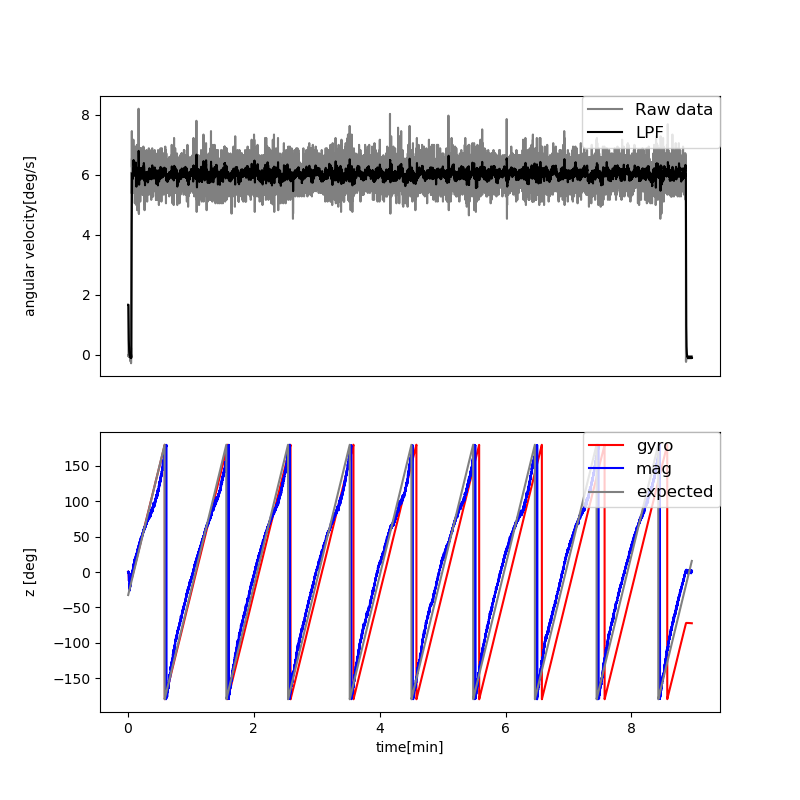 Raw data
LPF
angular velocity[deg/s]
8
6
4
2
0
gyro
mag
expected
z [deg]
150
100
50
0
−50
−100
−150
0 2 4 6 8
time[min]